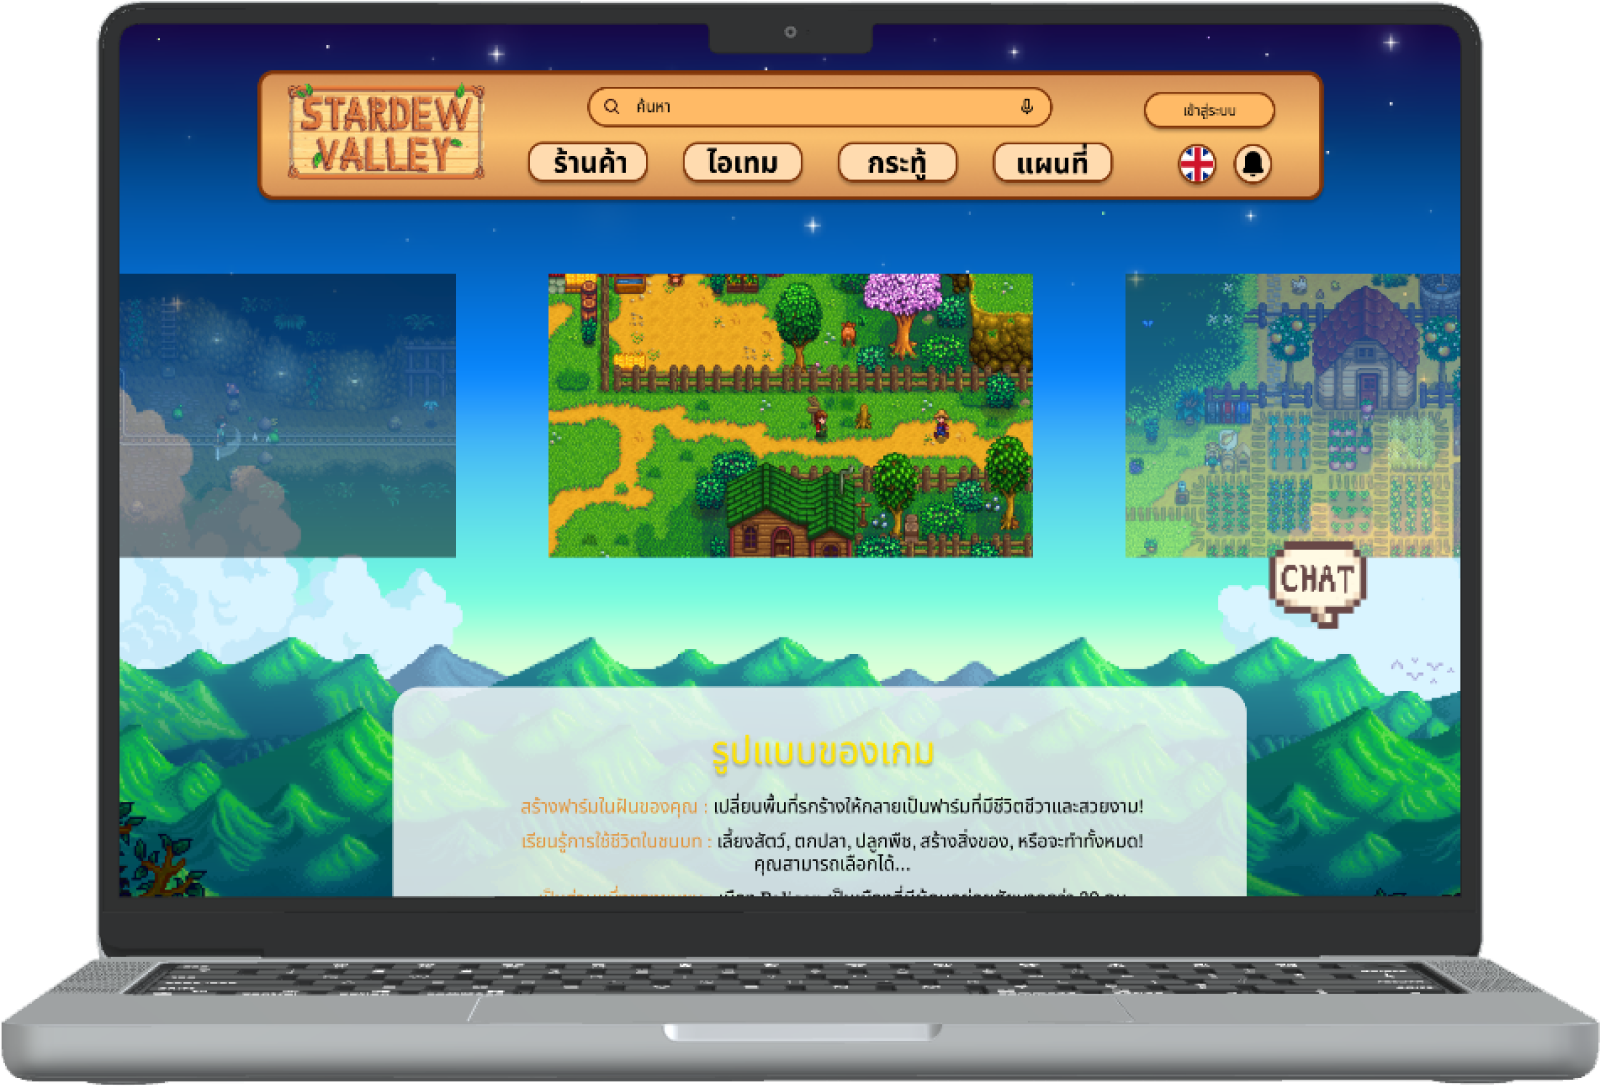 STARDEW
VALLEY
ค้นหา
เข้าสู่ระบบ
ร้านค้า
ไอเทม
กระทู้
แผนที่
CHAT
รูปแบบของเกม
สร้างฟาร์มในฝันของคุณ : เปลี่ยนพื้นที่รกร้างให้กลายเป็นฟาร์มที่มีชีวิตชีวาและสวยงาม!
เรียนรู้การใช้ชีวิตในชนบท : เลี้ยงสัตว์, ตกปลา, ปลูกพืช, สร้างสิ่งของ, หรือจะทำทั้งหมด!
คุณสามารถเลือกได้...